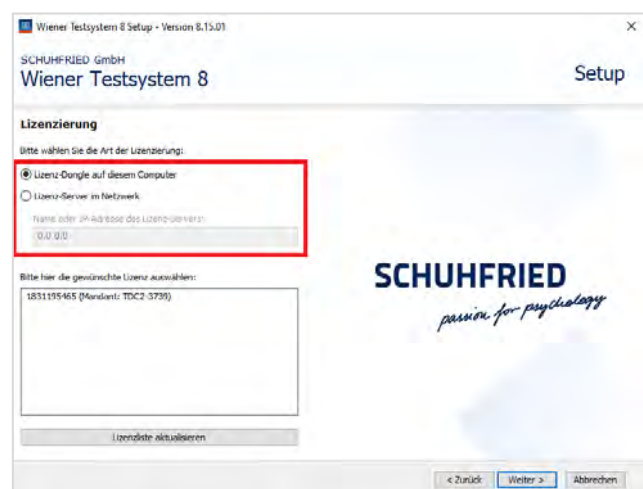 Wiener Testsystem 8 Setup - Version 8.15.01
SCHUHFRIED GmbH
Wiener Testsystem 8
Setup
Lizenzierung
Bitte wählen Sie die Art der Lizenzierung:
Lizenz-Dongle auf diesem Computer
Lizenz-Server im Netzwerk
Name oder IP-Adresse des Lizenz-Servers:
0.0.0.0
Bitte hier die gewünschte Lizenz auswählen:
1831195465 (Mandant: TDC2-3739)
SCHUHFRIED
passion for psychology
Lizenzliste aktualisieren
< Zurück
Weiter >
Abbrechen